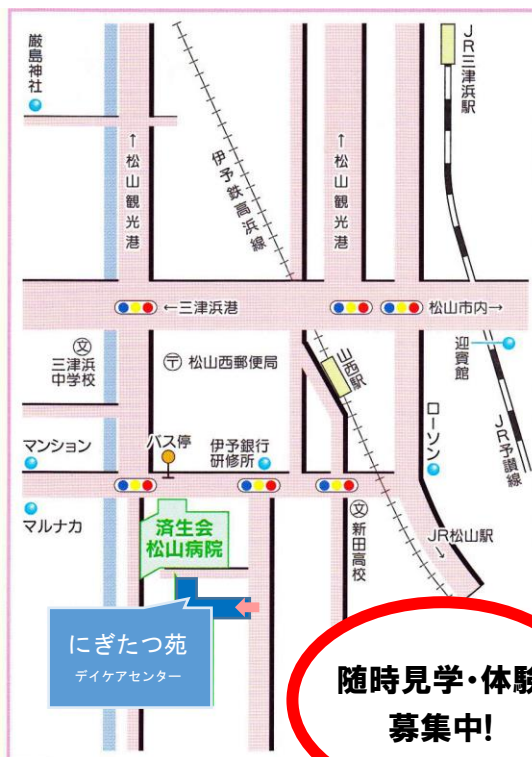 厳島神社
JR三津浜駅
↑松山観光港
伊予鉄高浜線
↑松山観光港
←三津浜港
松山市内→
文
三津浜
中学校
〒松山西郵便局
山西駅
迎賓館
JR予讃線
マンション
バス停
伊予銀行
研修所
ローソン
マルナカ
済生会
松山病院
文
新田高校
JR松山駅
↓
にぎたつ苑
デイケアセンター
随時見学・体験
募集中!